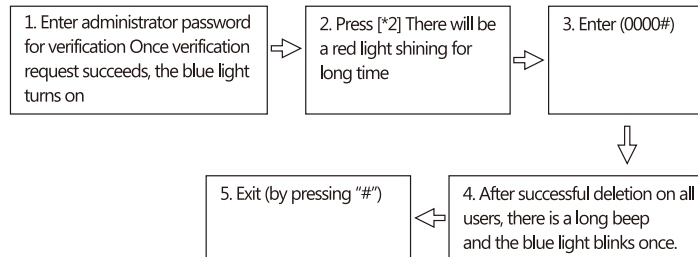 1. Enter administrator password
for verification Once verification
request succeeds, the blue light
turns on
2. Press [*2] There will be
a red light shining for
long time
3. Enter (0000#)
4. After successful deletion on all
users, there is a long beep
and the blue light blinks once.
5. Exit (by pressing “#”)